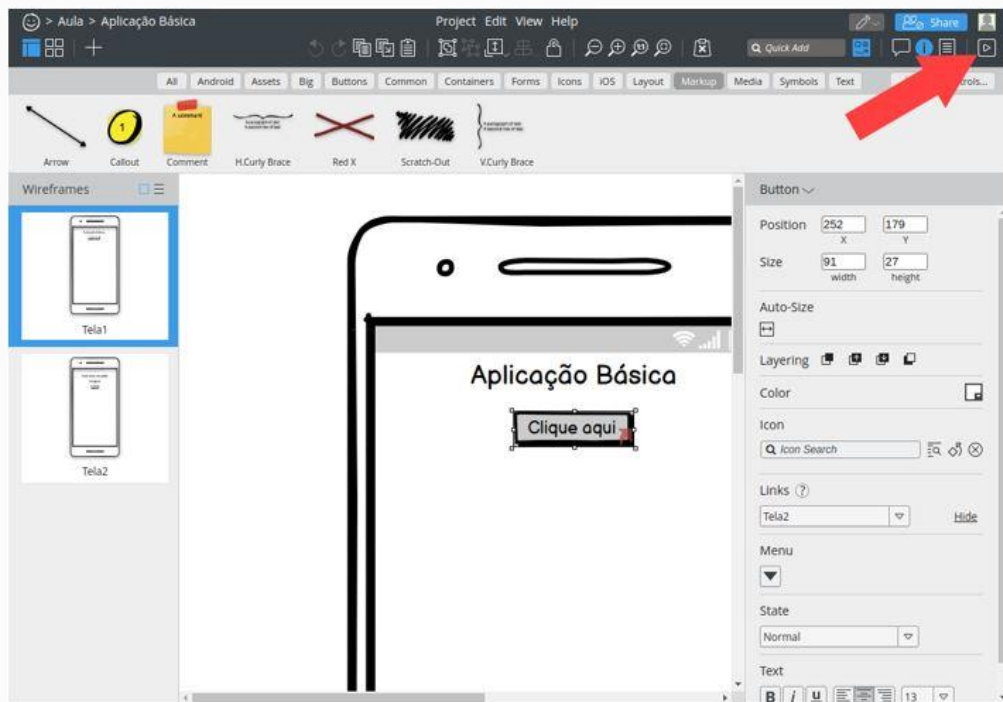 > Aula > Aplicação Básica
Project Edit View Help
Share
Quick Add
All Android Assets Big Buttons Common Containers Forms Icons iOS Layout Markup Media Symbols Text
A comment
1
Arrow Callout Comment H.Curly Brace Red X Scratch-Out V.Curly Brace
Wireframes
Tela1
Tela2
Aplicação Básica
Clique aqui
Button
Position 252 179
X Y
Size 91 27
width height
Auto-Size
Layering
Color
Icon
Icon Search
Links ?
Tela2 Hide
Menu
State
Normal
Text
B i U 13